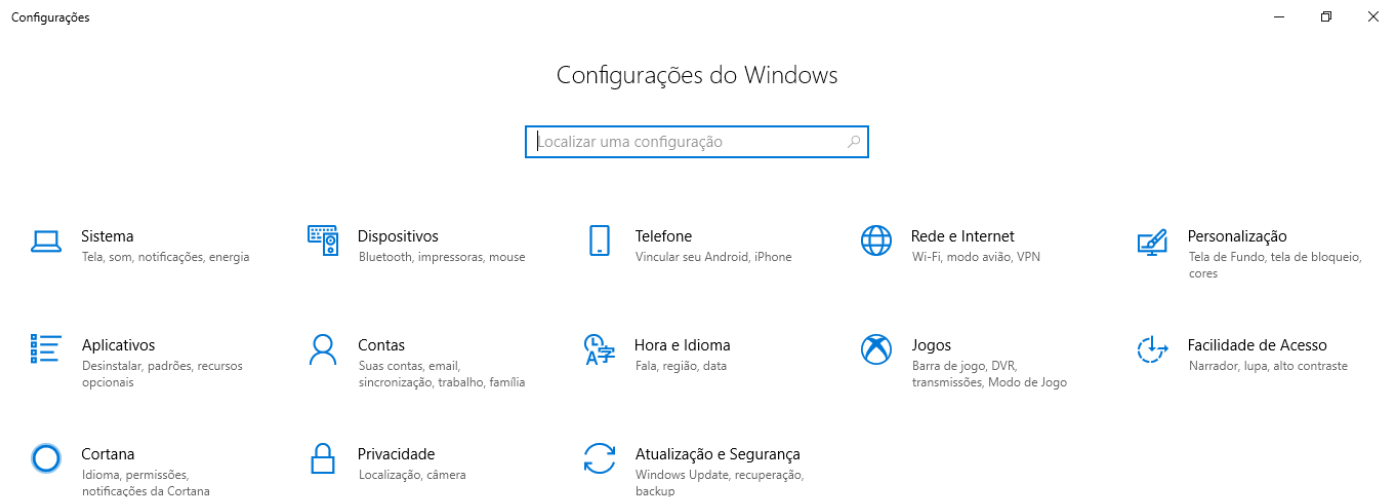 Configurações
Configurações do Windows
Localizar uma configuração
Sistema
Tela, som, notificações, energia
Dispositivos
Bluetooth, impressoras, mouse
Telefone
Vincular seu Android, iPhone
Rede e Internet
Wi-Fi, modo avião, VPN
Personalização
Tela de Fundo, tela de bloqueio,
cores
Aplicativos
Desinstalar, padrões, recursos
opcionais
Contas
Suas contas, email,
sincronização, trabalho, família
Hora e Idioma
Fala, região, data
Jogos
Barra de jogo, DVR,
transmissões, Modo de Jogo
Facilidade de Acesso
Narrador, lupa, alto contraste
Cortana
Idioma, permissões,
notificações da Cortana
Privacidade
Localização, câmera
Atualização e Segurança
Windows Update, recuperação,
backup